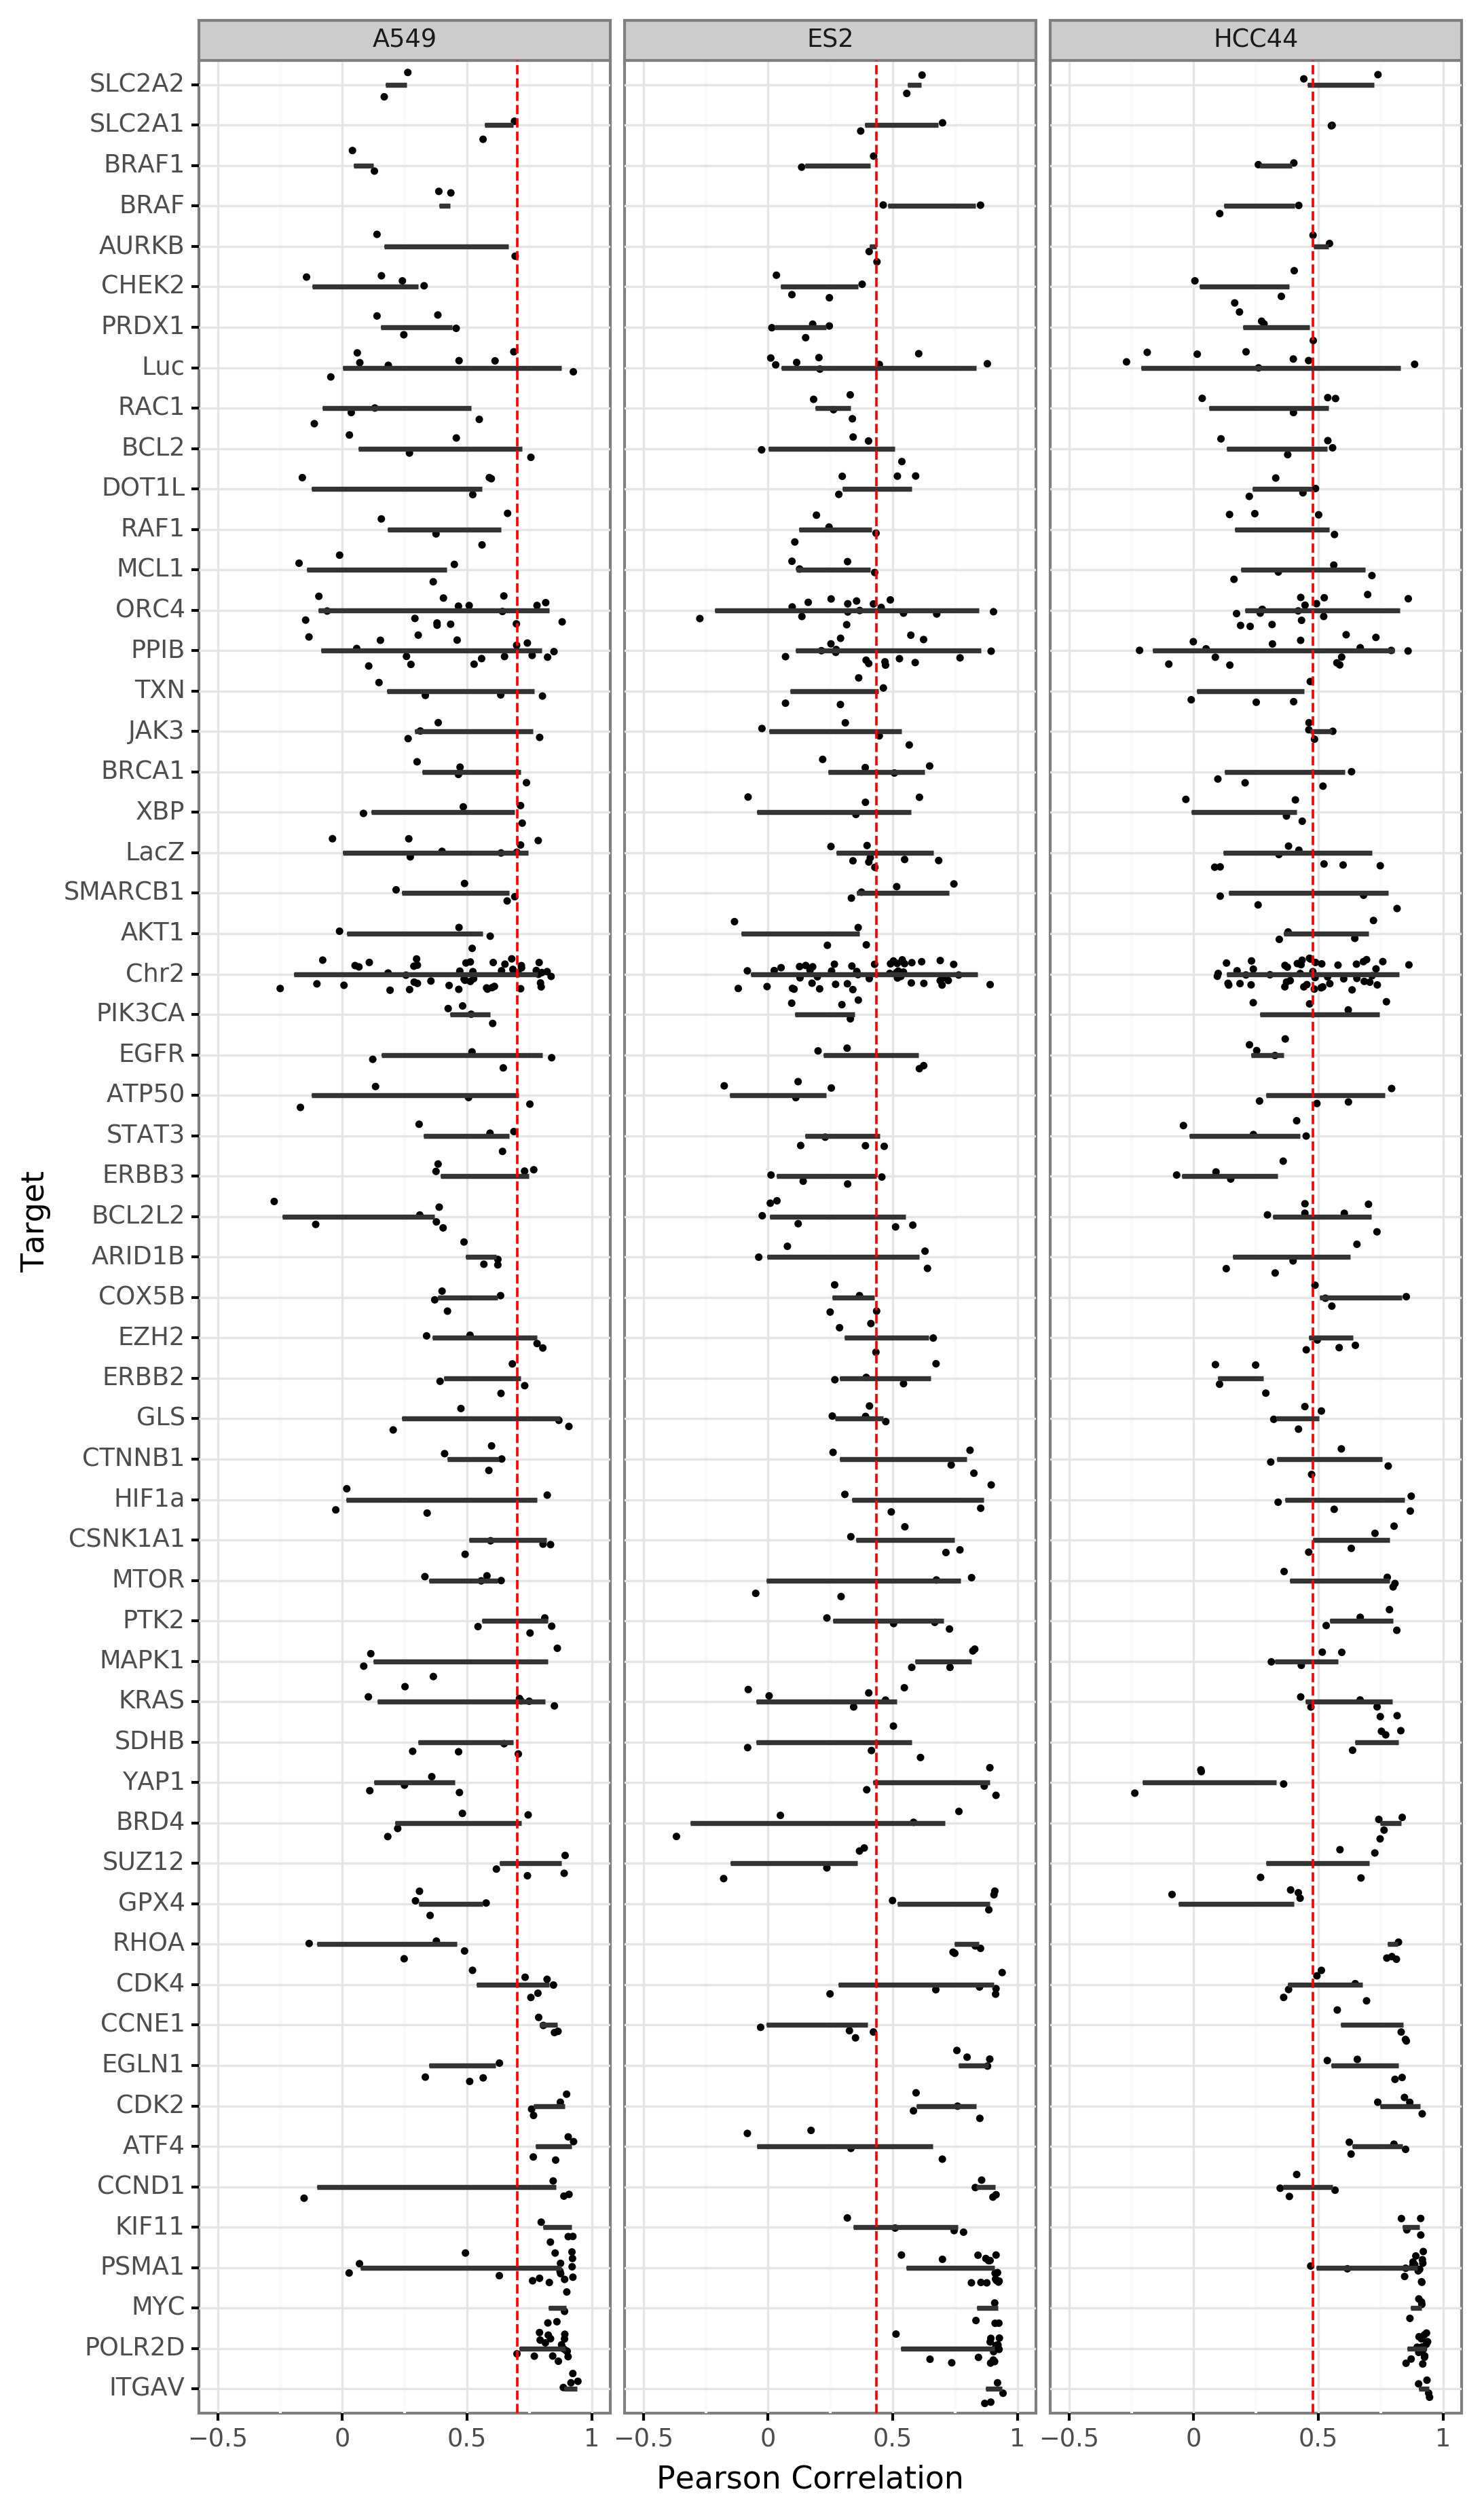 A549 ES2 HCC44
SLC2A2
SLC2A1
BRAF1
BRAF
AURKB
CHEK2
PRDX1
Luc
RAC1
BCL2
DOT1L
RAF1
MCL1
ORC4
PPIB
TXN
JAK3
BRCA1
XBP
LacZ
SMARCB1
AKT1
Chr2
PIK3CA
EGFR
ATP50
STAT3
ERBB3
BCL2L2
ARID1B
COX5B
EZH2
ERBB2
GLS
CTNNB1
HIF1a
CSNK1A1
MTOR
PTK2
MAPK1
KRAS
SDHB
YAP1
BRD4
SUZ12
GPX4
RHOA
CDK4
CCNE1
EGLN1
CDK2
ATF4
CCND1
KIF11
PSMA1
MYC
POLR2D
ITGAV
Target
−0.5 0 0.5 1 −0.5 0 0.5 1 −0.5 0 0.5 1
Pearson Correlation